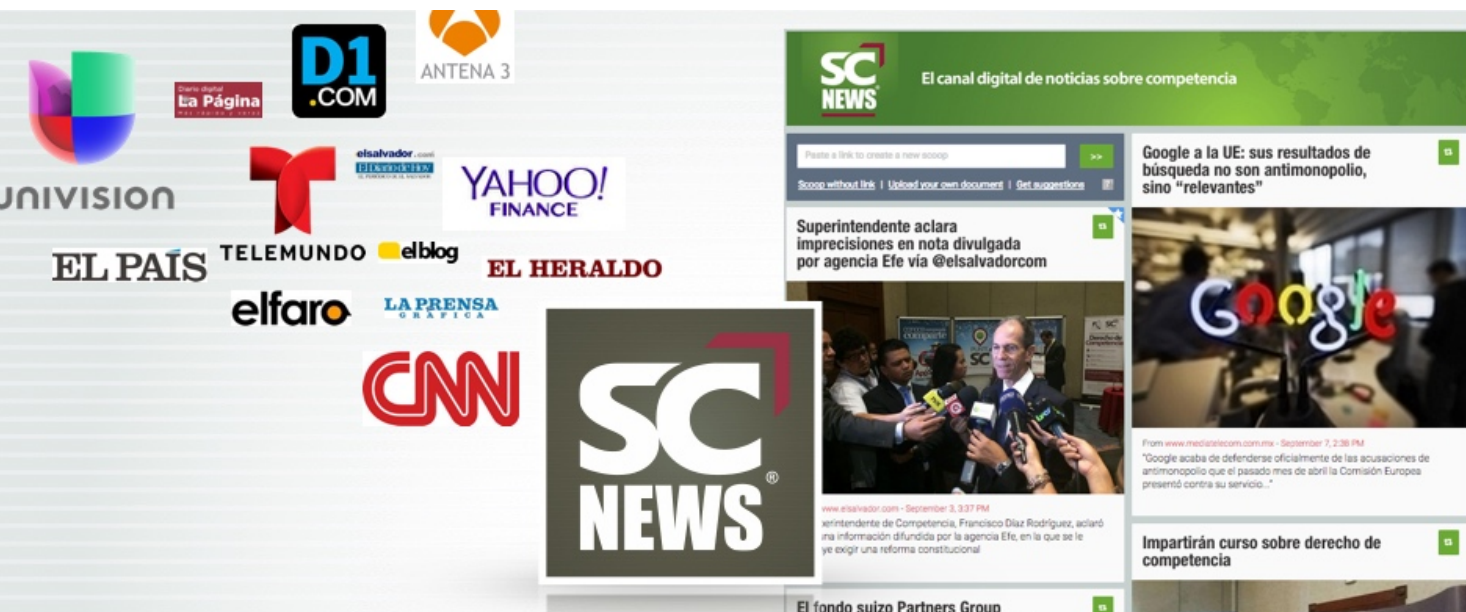 D1
.COM
ANTENA 3
Diario digital
La Página
Más rápido y veraz
univision
TELEMUNDO
elsalvador.com
El Diario de Hoy
YAHOO!
FINANCE
EL PAÍS
elblog
EL HERALDO
elfaro
LA PRENSA
GRÁFICA
CNN
SC
NEWS
®
SC
NEWS
El canal digital de noticias sobre competencia
Paste a link to create a new scoop
>>
Scoop without link | Upload your own document | Get suggestions
Superintendente aclara
imprecisiones en nota divulgada
por agencia Efe vía @elsalvadorcom
SC
www.elsalvador.com - September 3, 3:37 PM
erintendente de Competencia, Francisco Díaz Rodríguez, aclaró
na información difundida por la agencia Efe, en la que se le
ye exigir una reforma constitucional
El fondo suizo Partners Group
Google a la UE: sus resultados de
búsqueda no son antimonopolio,
sino “relevantes”
Google
From www.mediatelecom.com.mx - September 7, 2:38 PM
"Google acaba de defenderse oficialmente de las acusaciones de
antimonopolio que el pasado mes de abril la Comisión Europea
presentó contra su servicio..."
Impartirán curso sobre derecho de
competencia